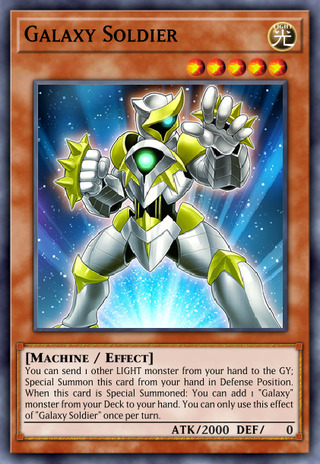 Galaxy Soldier
LIGHT
光
[Machine / Effect]
You can send 1 other LIGHT monster from your hand to the GY;
Special Summon this card from your hand in Defense Position.
When this card is Special Summoned: You can add 1 "Galaxy"
monster from your Deck to your hand. You can only use this effect
of "Galaxy Soldier" once per turn.
ATK/2000 DEF/ 0